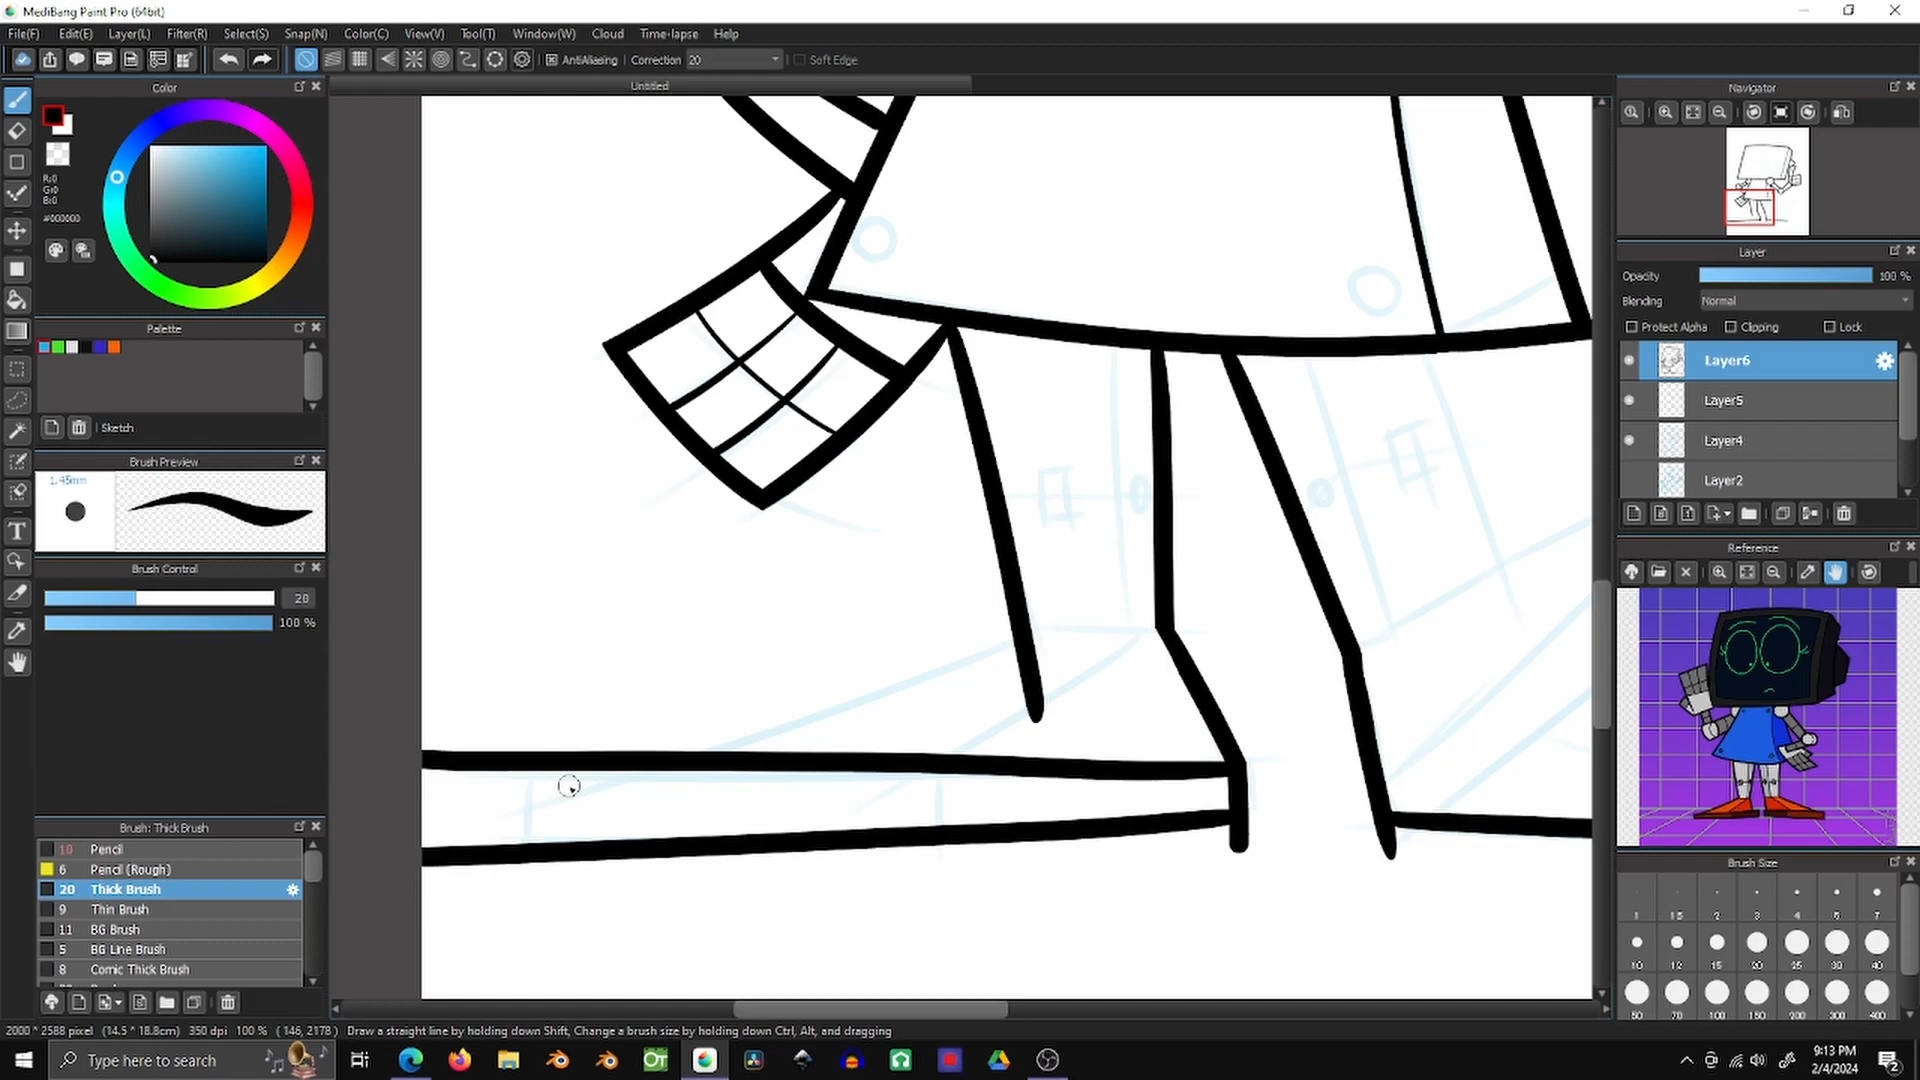 MediBang Paint Pro (64bit)
File(F) Edit(E) Layer(L) Filter(R) Select(S) Snap(N) Color(C) View(V) Tool(T) Window(W) Cloud Time-lapse Help
AntiAliasing Correction 20 Soft Edge
Untitled
Color
R:0
G:0
B:0
#000000
Palette
Sketch
Brush Preview
1.45mm
Brush Control
20
100 %
Brush: Thick Brush
10 Pencil
6 Pencil (Rough)
20 Thick Brush
9 Thin Brush
11 BG Brush
5 BG Line Brush
8 Comic Thick Brush
Navigator
Layer
Opacity 100 %
Blending Normal
Protect Alpha Clipping Lock
Layer6
Layer5
Layer4
Layer2
Reference
Brush Size
1 1.5 2 3 4 5 7
10 12 15 20 25 30 40
50 70 100 150 200 300 400
2000 * 2588 pixel (14.5 * 18.8cm) 350 dpi 100 % ( 146, 2178 ) Draw a straight line by holding down Shift, Change a brush size by holding down Ctrl, Alt, and dragging
Type here to search
OT
9:13 PM
2/4/2024
2